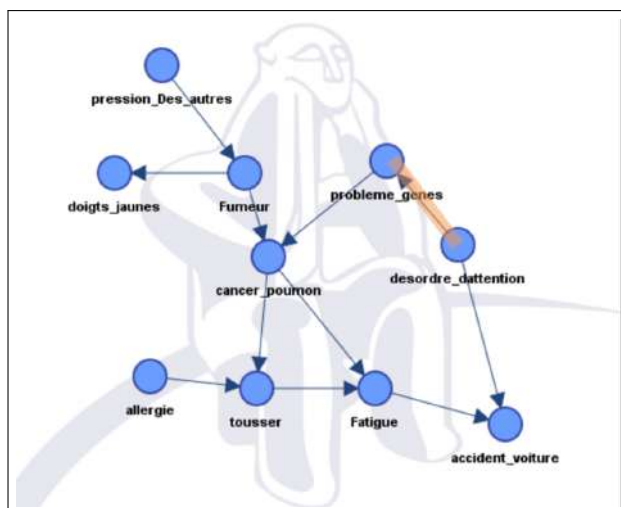 pression_Des_autres
doigts_jaunes
Fumeur
probleme_genes
cancer_poumon
desordre_dattention
allergie
tousser
Fatigue
accident_voiture